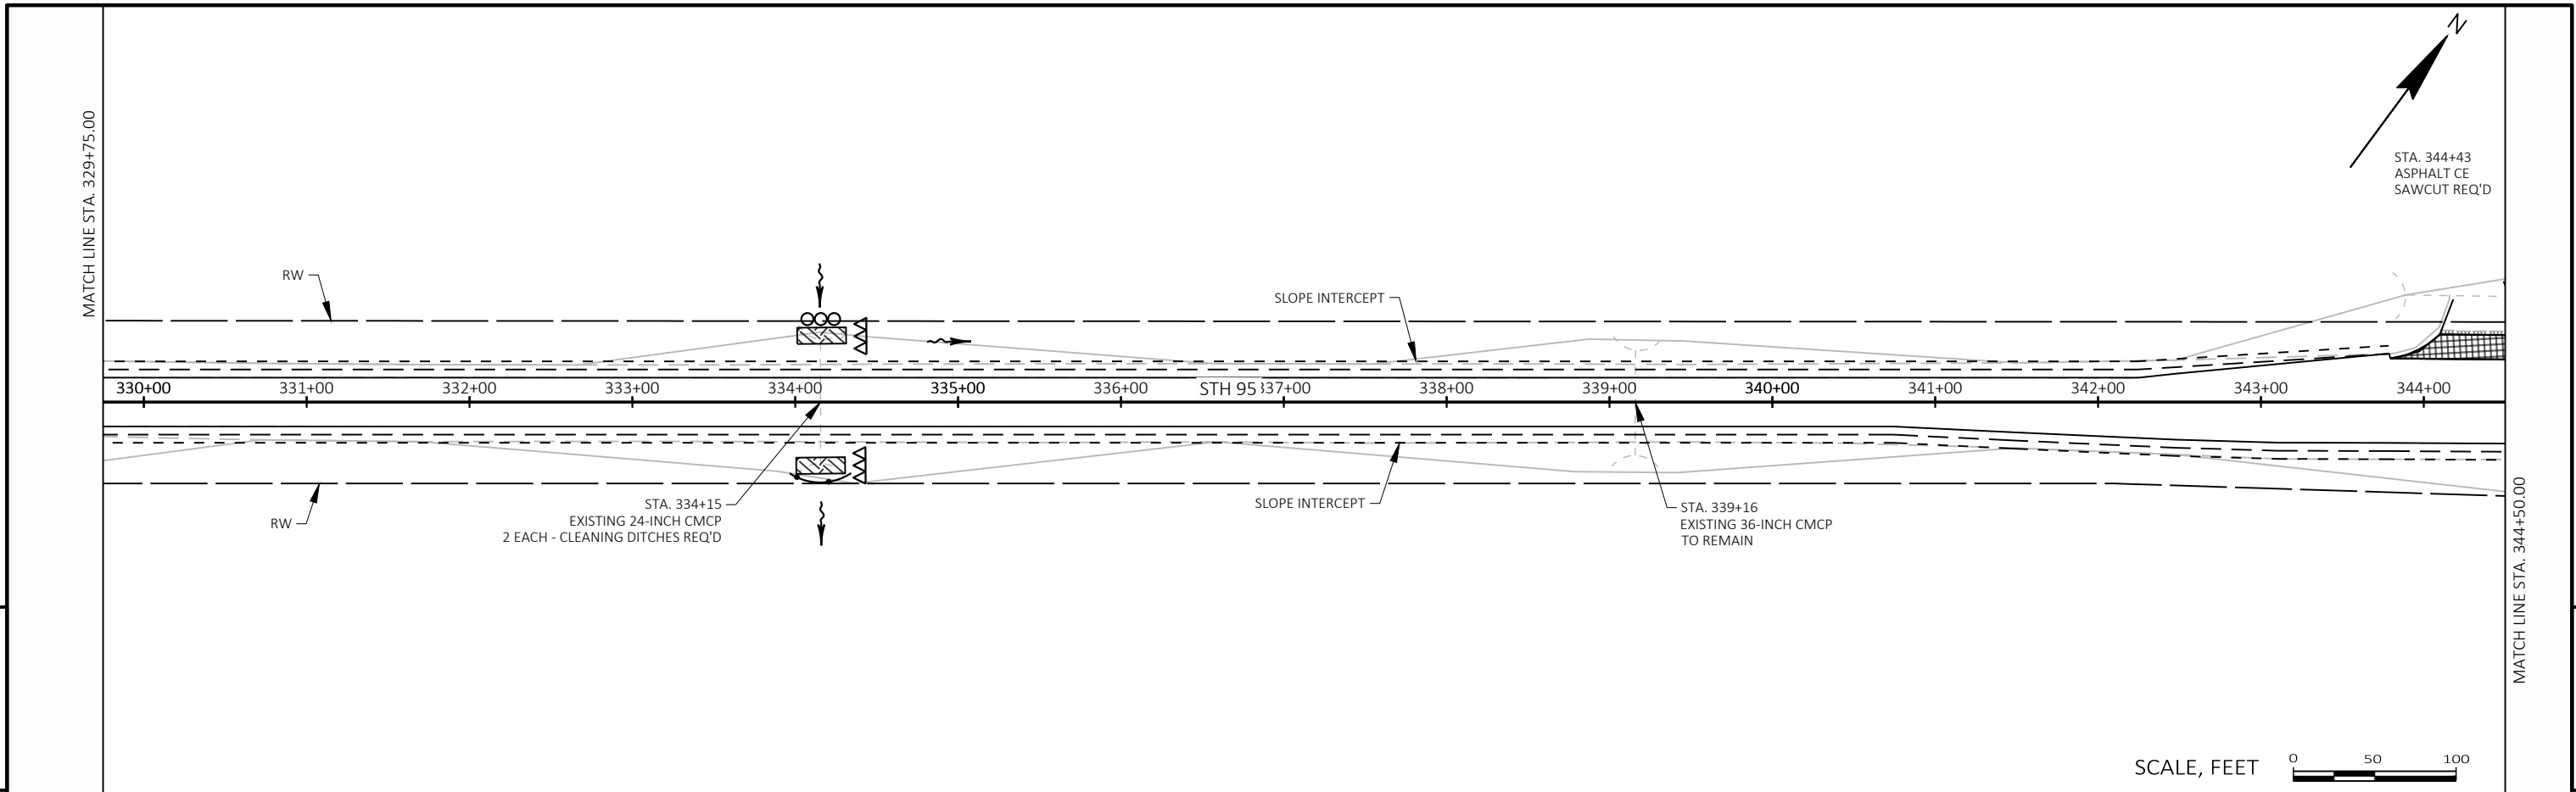 N
STA. 344+43
ASPHALT CE
SAWCUT REQ'D
MATCH LINE STA. 329+75.00
RW
SLOPE INTERCEPT
330+00 331+00 332+00 333+00 334+00 335+00 336+00 STH 95 337+00 338+00 339+00 340+00 341+00 342+00 343+00 344+00
RW
STA. 334+15
EXISTING 24-INCH CMCP
2 EACH - CLEANING DITCHES REQ'D
SLOPE INTERCEPT
STA. 339+16
EXISTING 36-INCH CMCP
TO REMAIN
MATCH LINE STA. 344+50.00
SCALE, FEET
0 50 100